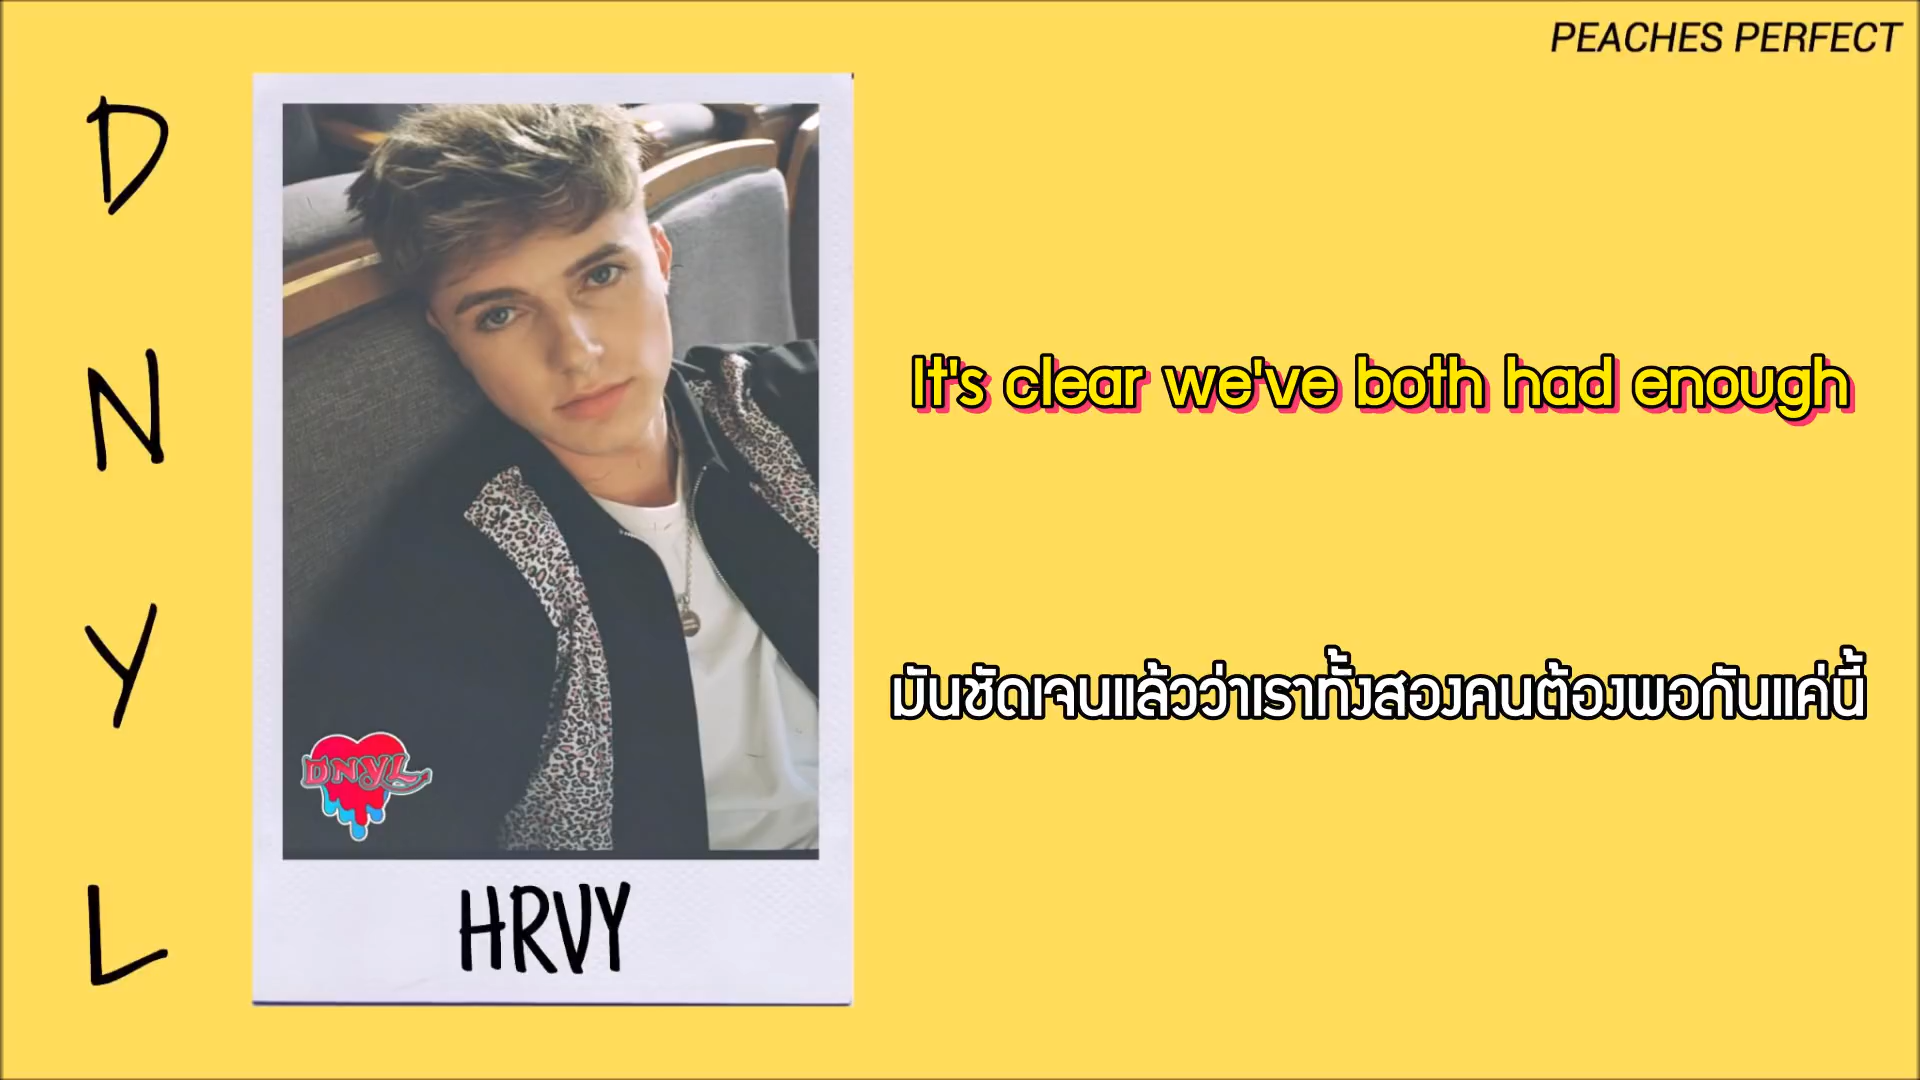 PEACHES PERFECT
D
N
Y
L
DNYL
HRVY
It's clear we've both had enough
มันชัดเจนแล้วว่าเราทั้งสองคนต้องพอกันแค่นี้